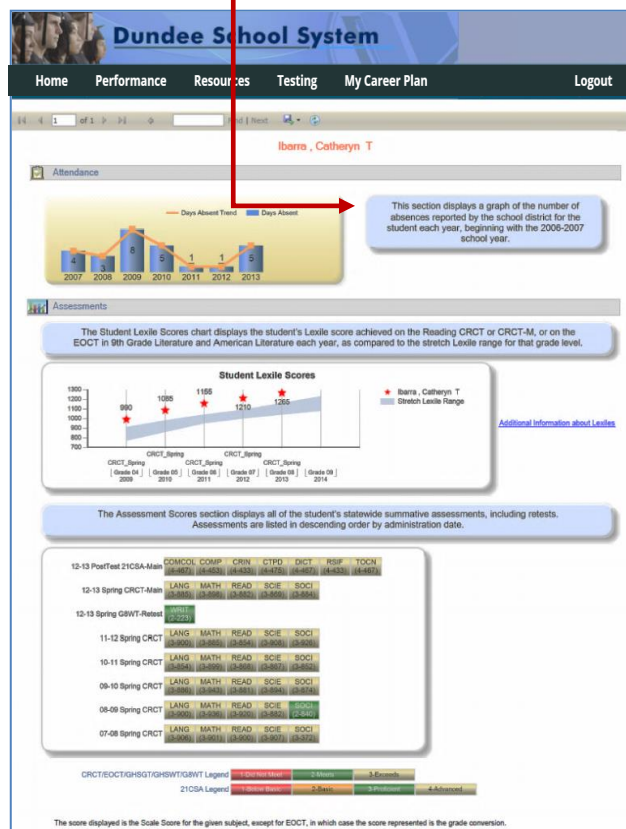 Dundee School System
Home Performance Resources Testing My Career Plan Logout
1 of 1 Find | Next
Ibarra , Catheryn T
Attendance
Days Absent Trend Days Absent
4 3 8 5 1 1 5
2007 2008 2009 2010 2011 2012 2013
This section displays a graph of the number of
absences reported by the school district for the
student each year, beginning with the 2006-2007
school year.
Assessments
The Student Lexile Scores chart displays the student's Lexile score achieved on the Reading CRCT or CRCT-M, or on the
EOCT in 9th Grade Literature and American Literature each year, as compared to the stretch Lexile range for that grade level.
Student Lexile Scores
1300
1200
1100
1000
900
800
700
990 1085 1155 1210 1265
Ibarra , Catheryn T
Stretch Lexile Range
Additional Information about Lexiles
CRCT_Spring CRCT_Spring
CRCT_Spring CRCT_Spring CRCT_Spring
Grade 04 Grade 05 Grade 06 Grade 07 Grade 08 Grade 09
2009 2010 2011 2012 2013 2014
The Assessment Scores section displays all of the student's statewide summative assessments, including retests.
Assessments are listed in descending order by administration date.
12-13 PostTest 21CSA-Main COMCOL COMP CRIN CTPD DICT RSIF TOCN
12-13 Spring CRCT-Main LANG MATH READ SCIE SOCI
12-13 Spring G8WT-Retest WRIT
(2-223)
11-12 Spring CRCT LANG MATH READ SCIE SOCI
10-11 Spring CRCT LANG MATH READ SCIE SOCI
09-10 Spring CRCT LANG MATH READ SCIE SOCI
08-09 Spring CRCT LANG MATH READ SCIE SOCI
07-08 Spring CRCT LANG MATH READ SCIE SOCI
CRCT/EOCT/GHSGT/GHSWT/G8WT Legend 1-Did Not Meet 2-Meets 3-Exceeds
21CSA Legend 1-Below Basic 2-Basic 3-Proficient 4-Advanced
The score displayed is the Scale Score for the given subject, except for EOCT, in which case the score represented is the grade conversion.